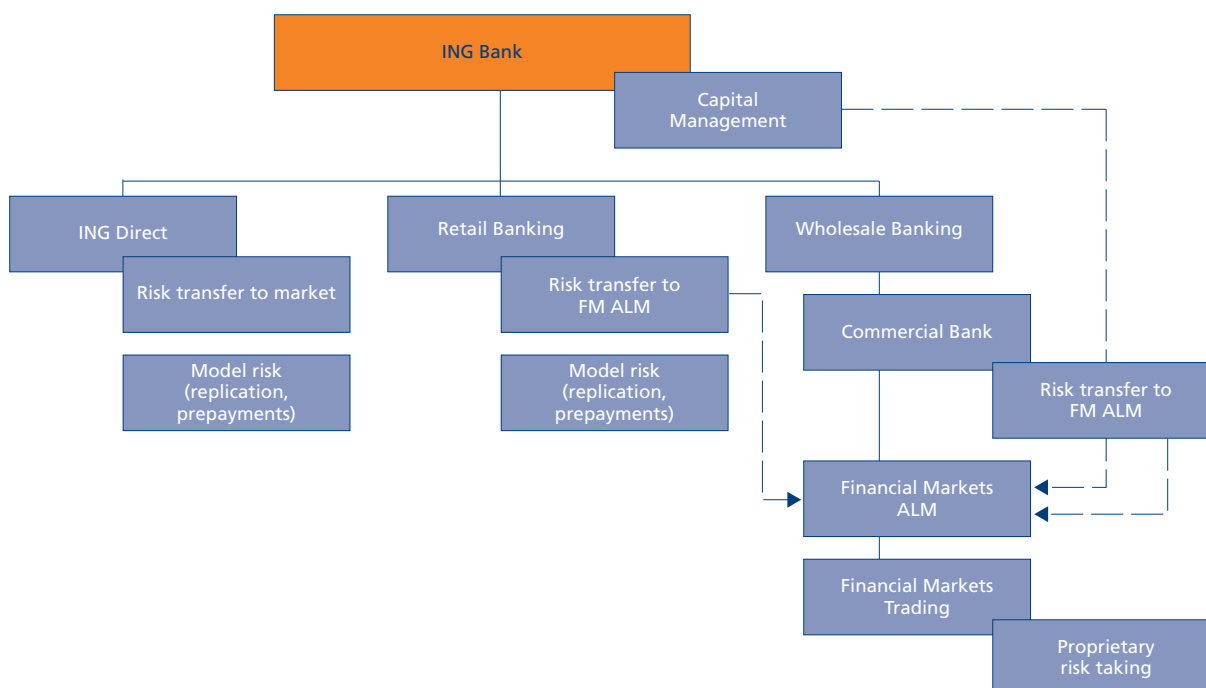 ING Bank
Capital
Management
ING Direct
Retail Banking
Wholesale Banking
Risk transfer to market
Risk transfer to
FM ALM
Commercial Bank
Model risk
(replication,
prepayments)
Model risk
(replication,
prepayments)
Risk transfer to
FM ALM
Financial Markets
ALM
Financial Markets
Trading
Proprietary
risk taking